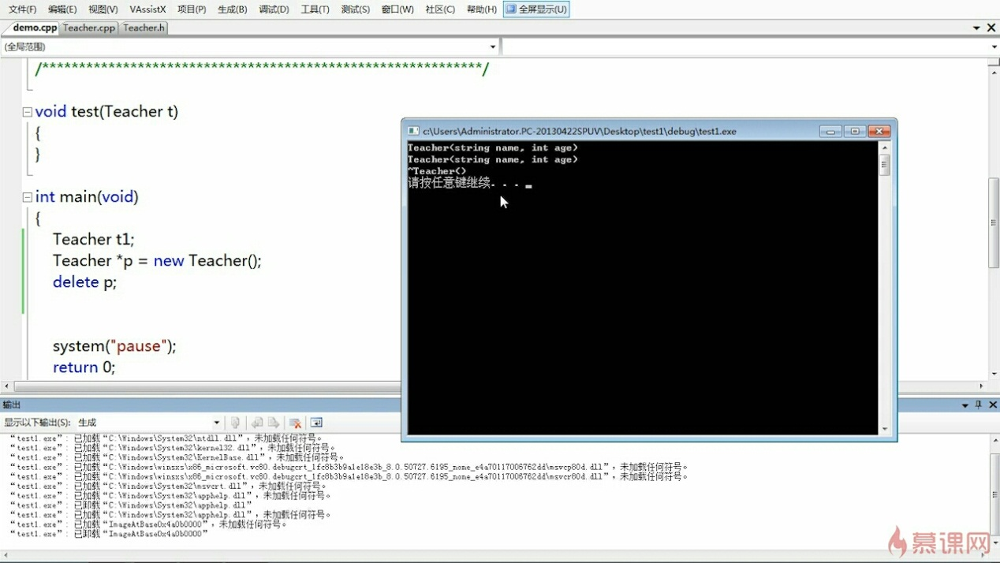 文件(F) 编辑(E) 视图(V) VAssistX 项目(P) 生成(B) 调试(D) 工具(T) 测试(S) 窗口(W) 社区(C) 帮助(H) 全屏显示(U)
demo.cpp Teacher.cpp Teacher.h
(全局范围)
/************************************************************/
void test(Teacher t)
{
}
int main(void)
{
Teacher t1;
Teacher *p = new Teacher();
delete p;
system("pause");
return 0;
c:\Users\Administrator.PC-20130422SPUV\Desktop\test1\debug\test1.exe
Teacher(string name, int age)
Teacher(string name, int age)
~Teacher()
请按任意键继续. . .
输出
显示以下输出(S): 生成
“test1.exe”: 已加载“C:\Windows\System32\ntdll.dll”，未加载任何符号。
“test1.exe”: 已加载“C:\Windows\System32\kernel32.dll”，未加载任何符号。
“test1.exe”: 已加载“C:\Windows\System32\KernelBase.dll”，未加载任何符号。
“test1.exe”: 已加载“C:\Windows\winsxs\x86_microsoft.vc80.debugcrt_1fc8b3b9a1e18e3b_8.0.50727.6195_none_e4a70117006762dd\msvcp80d.dll”，未加载任何符号。
“test1.exe”: 已加载“C:\Windows\winsxs\x86_microsoft.vc80.debugcrt_1fc8b3b9a1e18e3b_8.0.50727.6195_none_e4a70117006762dd\msvcr80d.dll”，未加载任何符号。
“test1.exe”: 已加载“C:\Windows\System32\msvcrt.dll”，未加载任何符号。
“test1.exe”: 已加载“C:\Windows\System32\apphelp.dll”，未加载任何符号。
“test1.exe”: 已卸载“C:\Windows\System32\apphelp.dll”
“test1.exe”: 已加载“C:\Windows\System32\apphelp.dll”，未加载任何符号。
“test1.exe”: 已加载“ImageAtBase0x4a0b0000”，未加载任何符号。
“test1.exe”: 已卸载“ImageAtBase0x4a0b0000”
慕课网